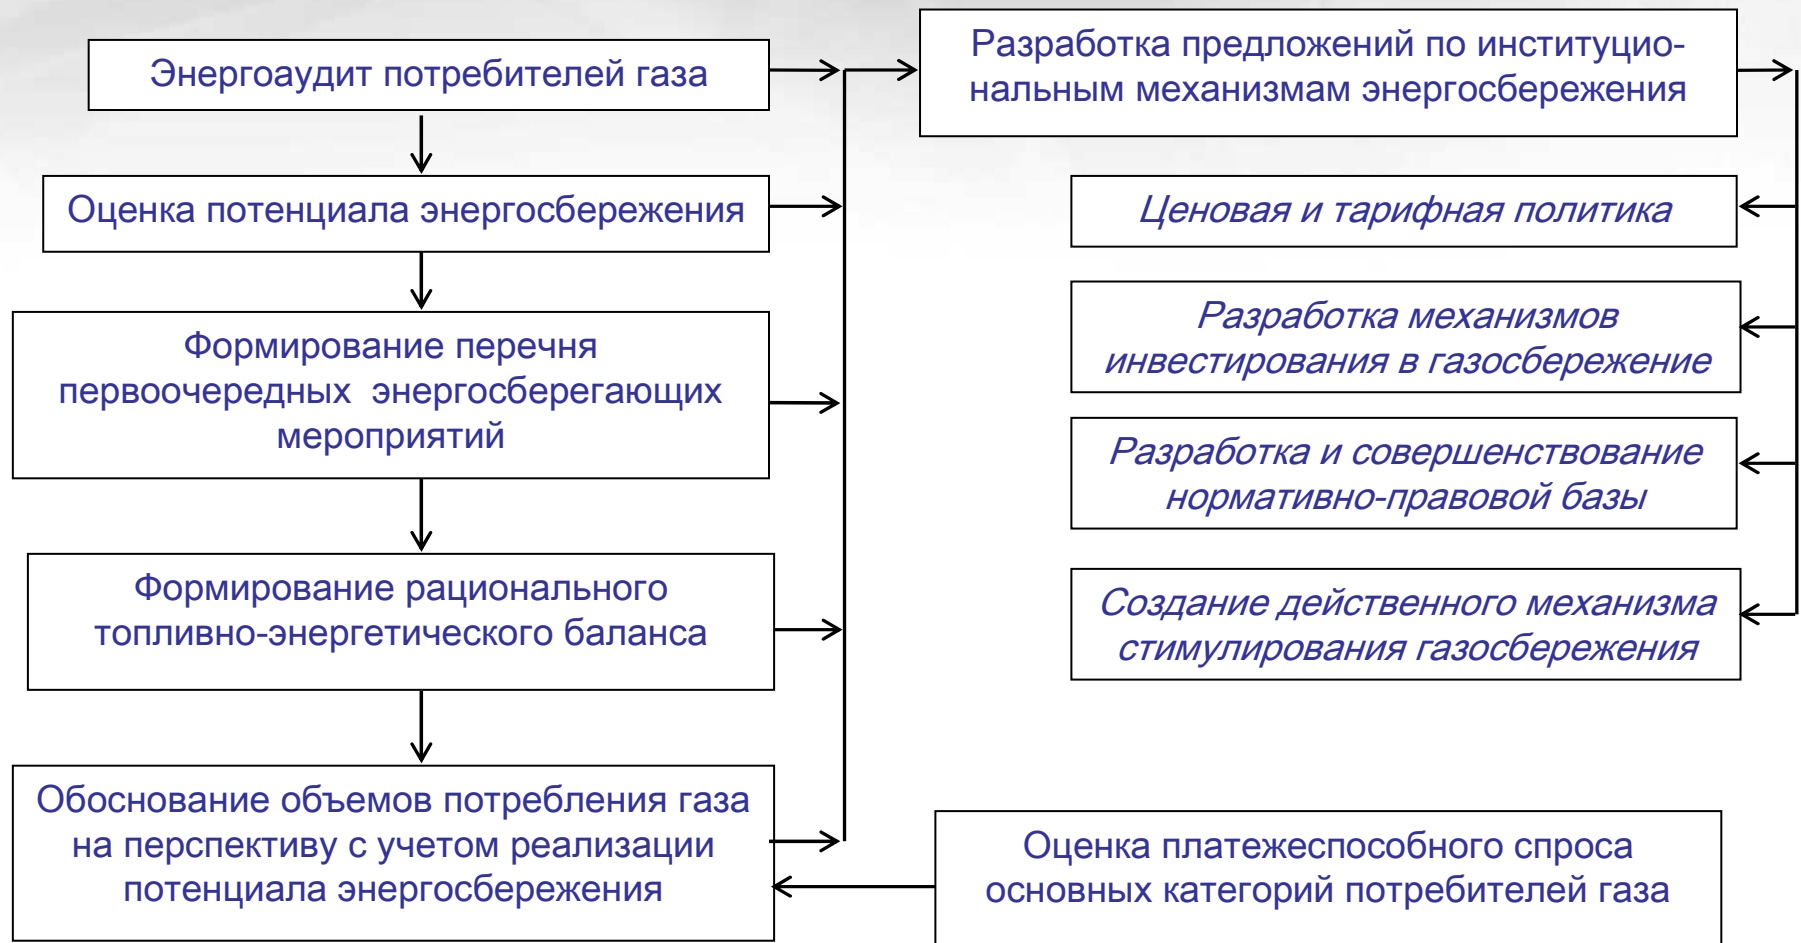 Энергоаудит потребителей газа
Оценка потенциала энергосбережения
Формирование перечня
первоочередных энергосберегающих
мероприятий
Формирование рационального
топливно-энергетического баланса
Обоснование объемов потребления газа
на перспективу с учетом реализации
потенциала энергосбережения
Разработка предложений по институцио-
нальным механизмам энергосбережения
Ценовая и тарифная политика
Разработка механизмов
инвестирования в газосбережение
Разработка и совершенствование
нормативно-правовой базы
Создание действенного механизма
стимулирования газосбережения
Оценка платежеспособного спроса
основных категорий потребителей газа